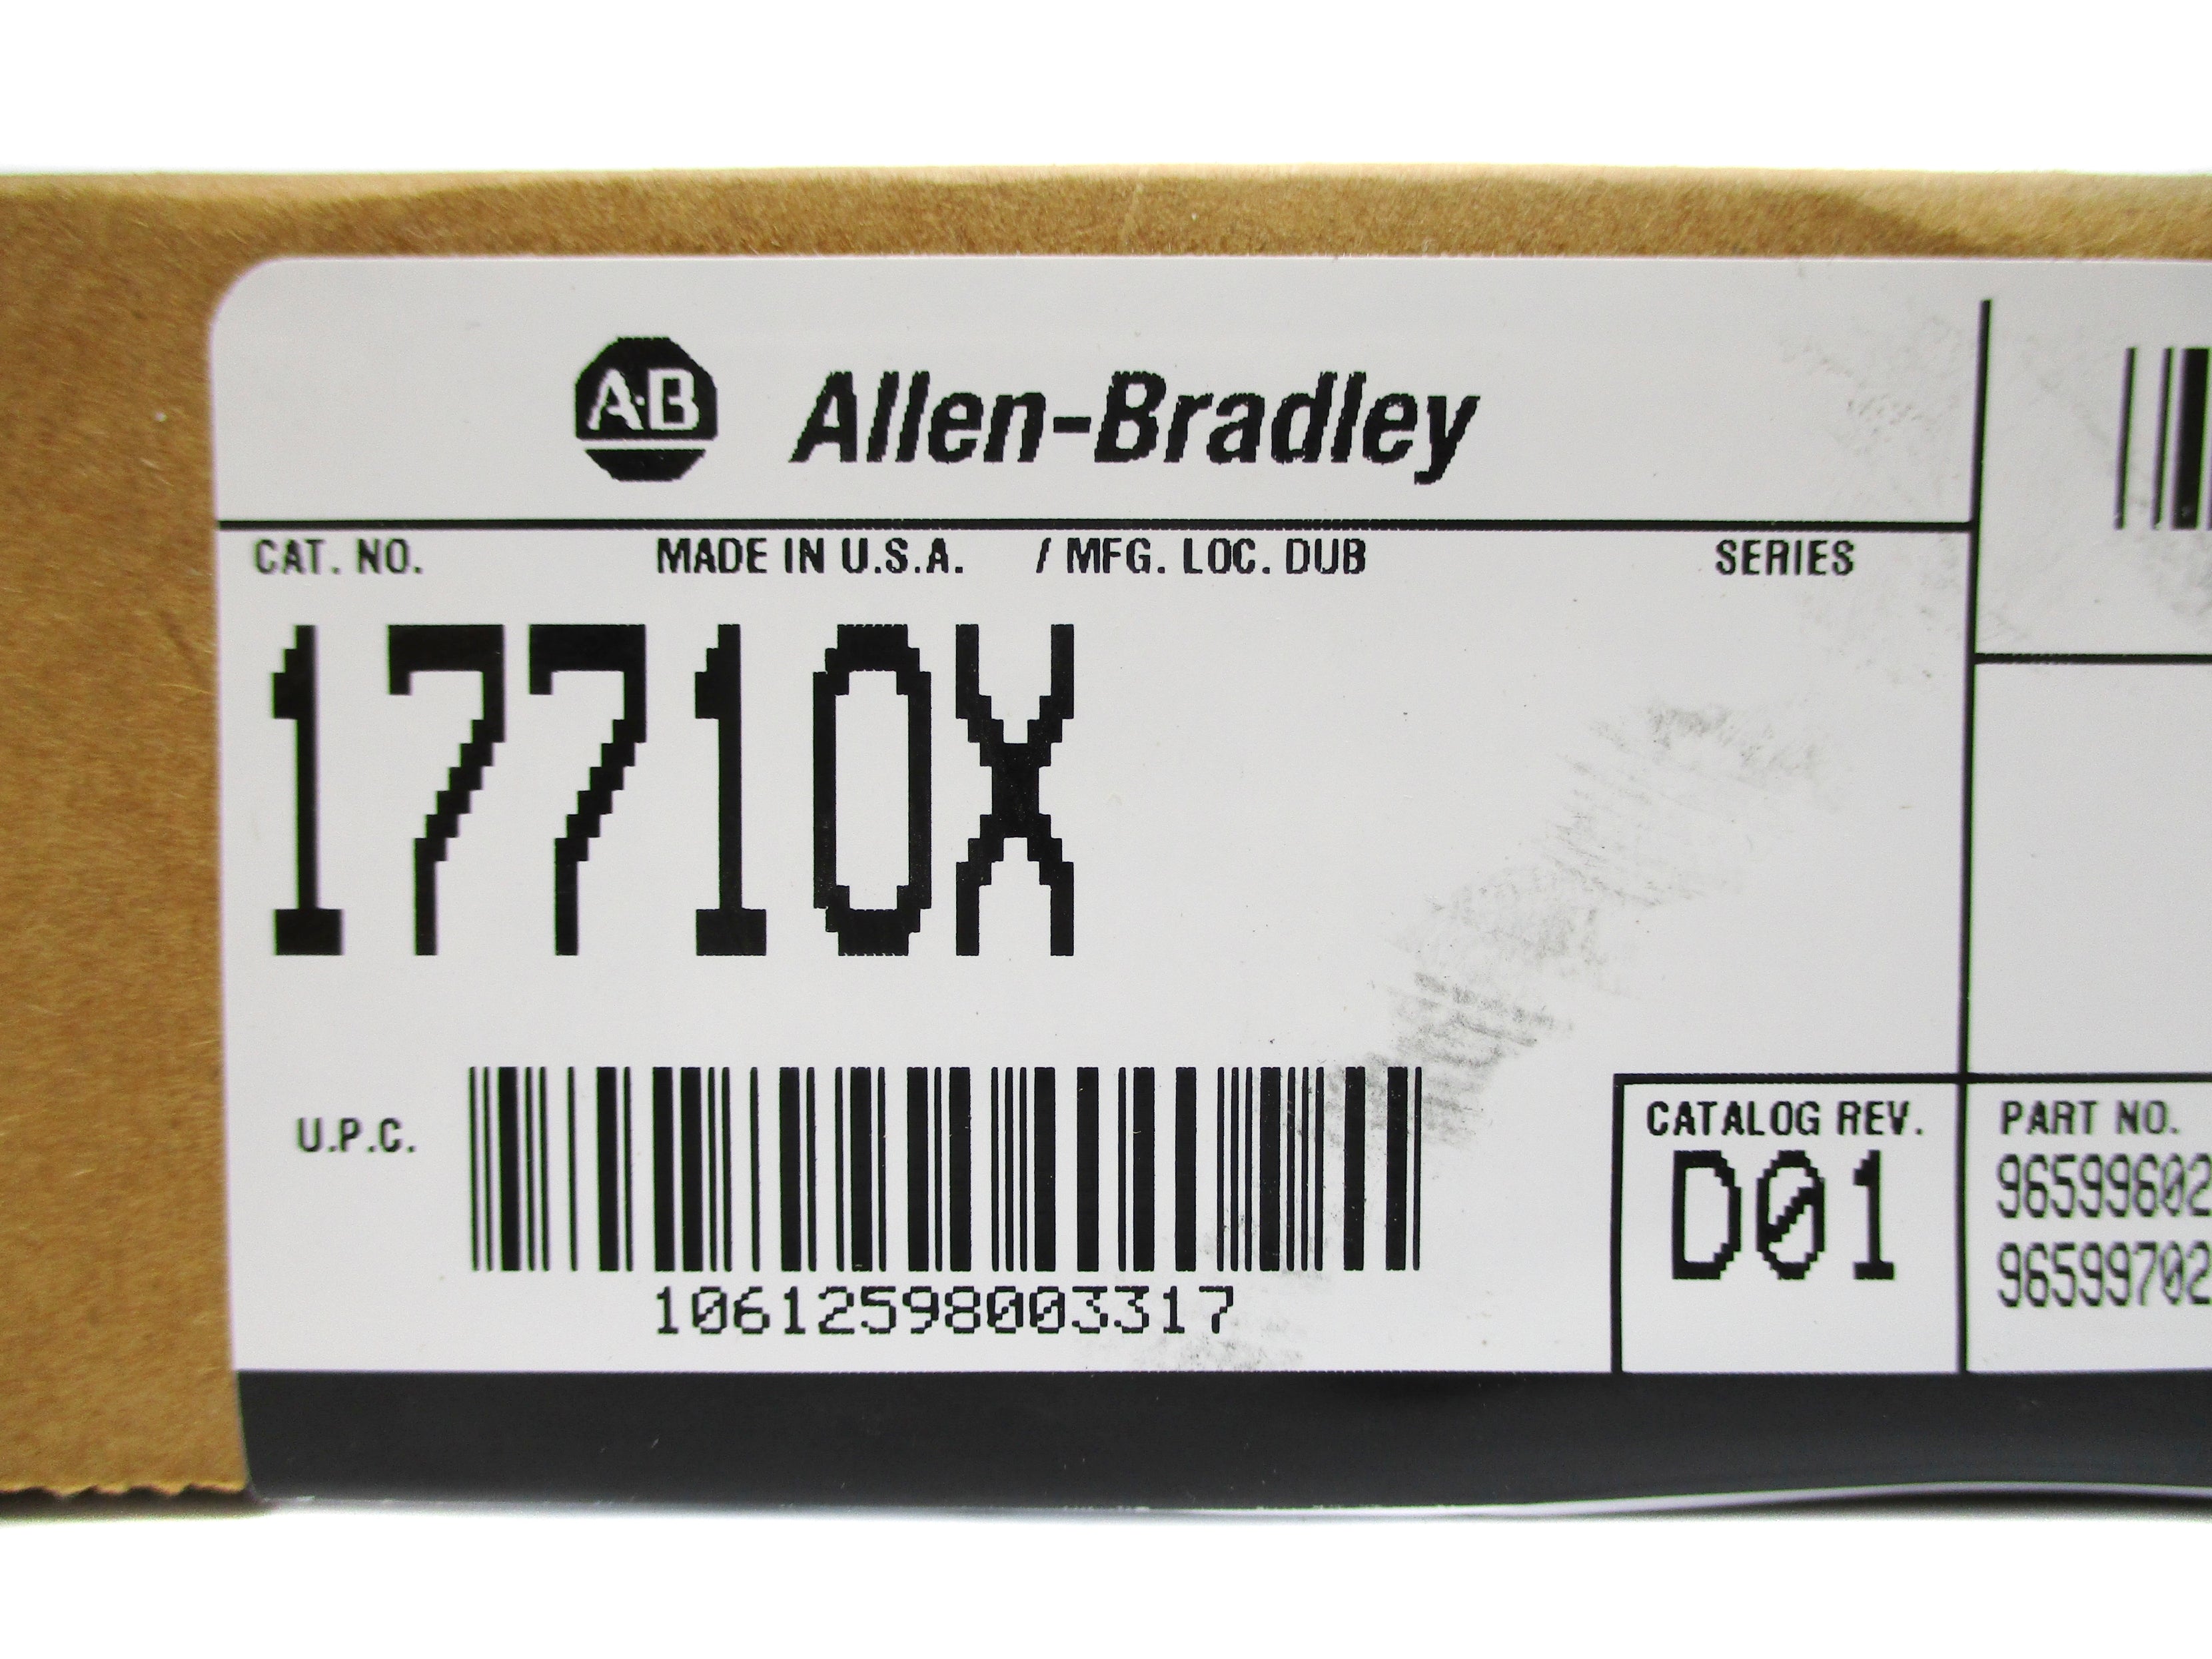 A·B Allen-Bradley
CAT. NO. MADE IN U.S.A. / MFG. LOC. DUB SERIES
1771OX
U.P.C.
10612598003317
CATALOG REV.
D01
PART NO.
96599602
96599702